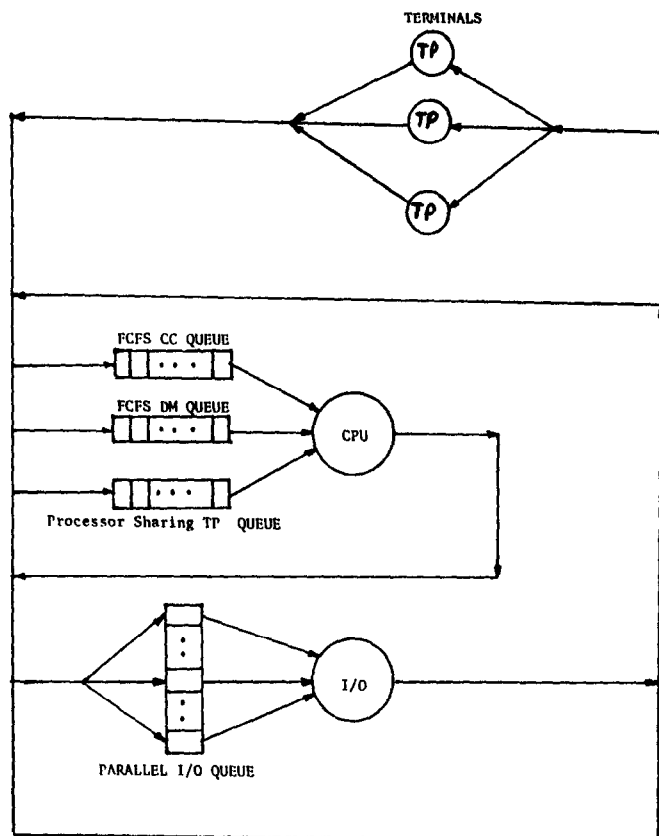 TERMINALS
TP
TP
TP
FCFS CC QUEUE
FCFS DM QUEUE
CPU
Processor Sharing TP QUEUE
I/O
PARALLEL I/O QUEUE